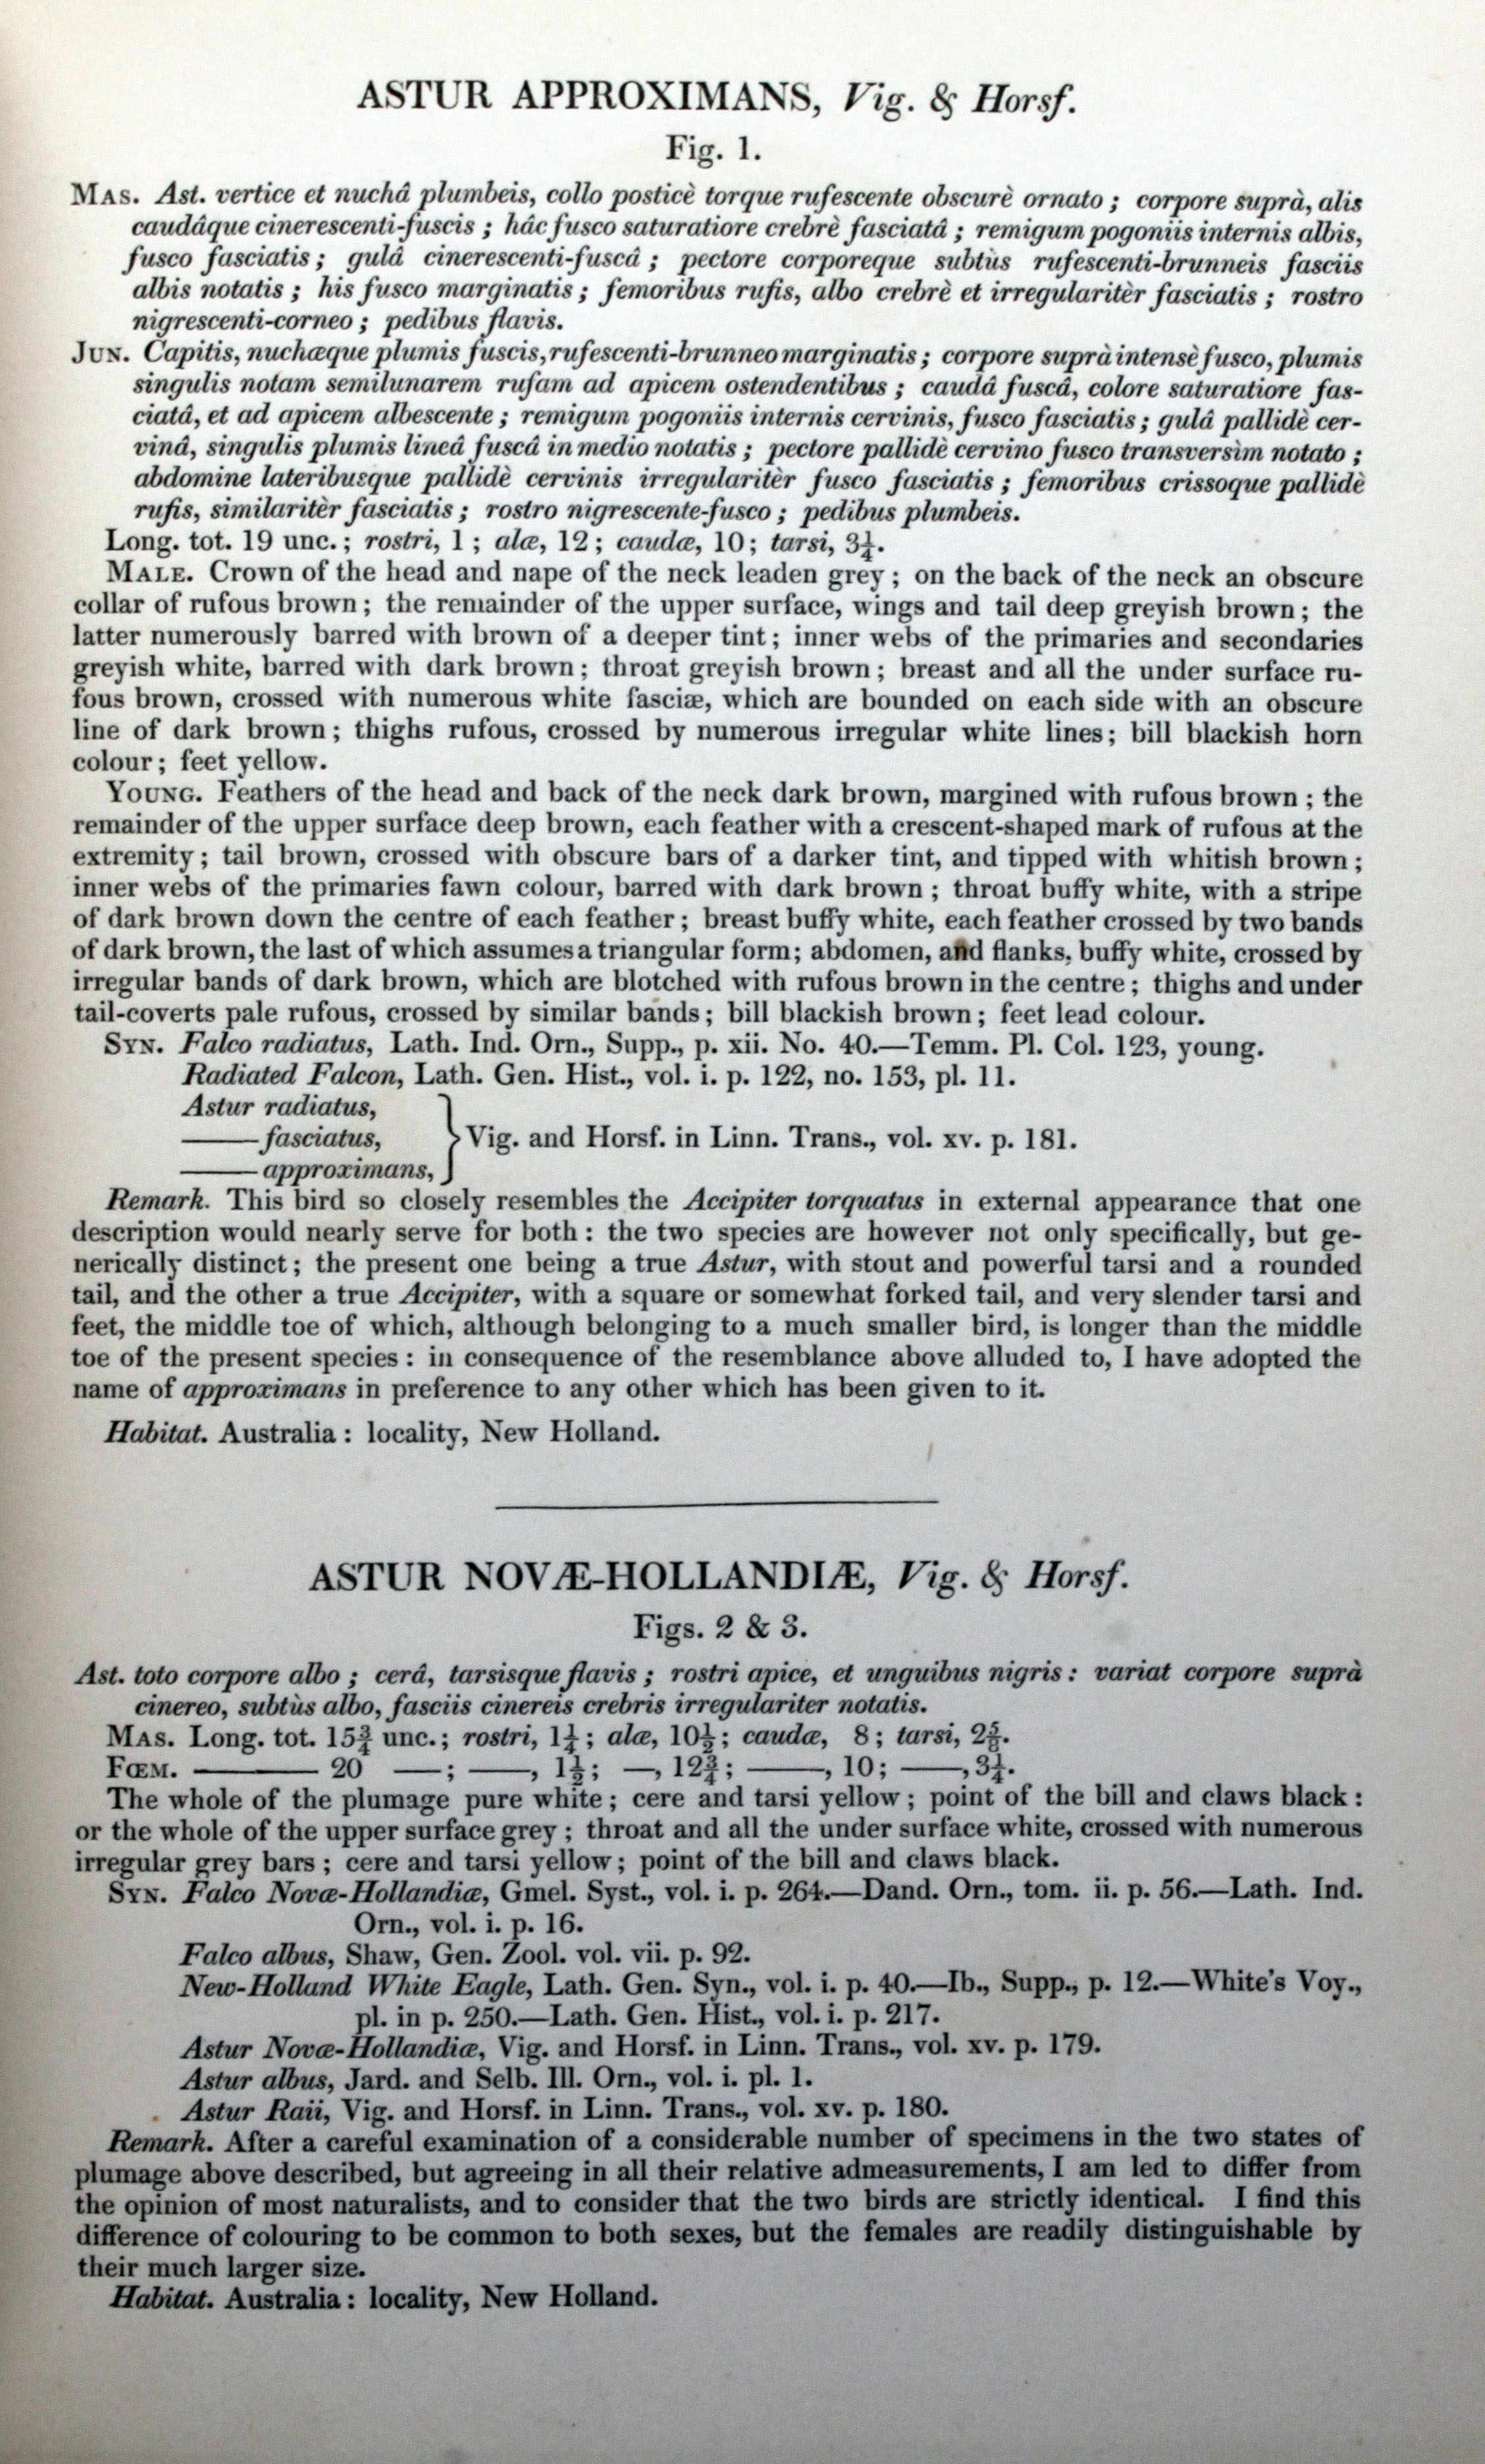 ASTUR APPROXIMANS, Vig. & Horsf.
Fig. 1.
Mas. Ast. vertice et nuchâ plumbeis, collo posticè torque rufescente obscurè ornato ; corpore suprà, alis
caudâque cinerescenti-fuscis ; hâc fusco saturatiore crebrè fasciatâ ; remigum pogoniis internis albis,
fusco fasciatis ; gulâ cinerescenti-fuscâ ; pectore corporeque subtùs rufescenti-brunneis fasciis
albis notatis ; his fusco marginatis ; femoribus rufis, albo crebrè et irregularitèr fasciatis ; rostro
nigrescenti-corneo ; pedibus flavis.
Jun. Capitis, nuchæque plumis fuscis, rufescenti-brunneo marginatis ; corpore suprà intensè fusco, plumis
singulis notam semilunarem rufam ad apicem ostendentibus ; caudâ fuscâ, colore saturatiore fas-
ciatâ, et ad apicem albescente ; remigum pogoniis internis cervinis, fusco fasciatis ; gulâ pallidè cer-
vinâ, singulis plumis lineâ fuscâ in medio notatis ; pectore pallidè cervino fusco transversìm notato ;
abdomine lateribusque pallidè cervinis irregularitèr fusco fasciatis ; femoribus crissoque pallidè
rufis, similaritèr fasciatis ; rostro nigrescente-fusco ; pedibus plumbeis.
Long. tot. 19 unc. ; rostri, 1 ; alæ, 12 ; caudæ, 10 ; tarsi, 3¼.
Male. Crown of the head and nape of the neck leaden grey ; on the back of the neck an obscure
collar of rufous brown ; the remainder of the upper surface, wings and tail deep greyish brown ; the
latter numerously barred with brown of a deeper tint ; inner webs of the primaries and secondaries
greyish white, barred with dark brown ; throat greyish brown ; breast and all the under surface ru-
fous brown, crossed with numerous white fasciæ, which are bounded on each side with an obscure
line of dark brown ; thighs rufous, crossed by numerous irregular white lines ; bill blackish horn
colour ; feet yellow.
Young. Feathers of the head and back of the neck dark brown, margined with rufous brown ; the
remainder of the upper surface deep brown, each feather with a crescent-shaped mark of rufous at the
extremity ; tail brown, crossed with obscure bars of a darker tint, and tipped with whitish brown ;
inner webs of the primaries fawn colour, barred with dark brown ; throat buffy white, with a stripe
of dark brown down the centre of each feather ; breast buffy white, each feather crossed by two bands
of dark brown, the last of which assumes a triangular form ; abdomen, and flanks, buffy white, crossed by
irregular bands of dark brown, which are blotched with rufous brown in the centre ; thighs and under
tail-coverts pale rufous, crossed by similar bands ; bill blackish brown ; feet lead colour.
Syn. Falco radiatus, Lath. Ind. Orn., Supp., p. xii. No. 40.—Temm. Pl. Col. 123, young.
Radiated Falcon, Lath. Gen. Hist., vol. i. p. 122, no. 153, pl. 11.
Astur radiatus,
—— fasciatus, } Vig. and Horsf. in Linn. Trans., vol. xv. p. 181.
—— approximans,
Remark. This bird so closely resembles the Accipiter torquatus in external appearance that one
description would nearly serve for both : the two species are however not only specifically, but ge-
nerically distinct ; the present one being a true Astur, with stout and powerful tarsi and a rounded
tail, and the other a true Accipiter, with a square or somewhat forked tail, and very slender tarsi and
feet, the middle toe of which, although belonging to a much smaller bird, is longer than the middle
toe of the present species : in consequence of the resemblance above alluded to, I have adopted the
name of approximans in preference to any other which has been given to it.
Habitat. Australia : locality, New Holland.
ASTUR NOVÆ-HOLLANDIÆ, Vig. & Horsf.
Figs. 2 & 3.
Ast. toto corpore albo ; cerâ, tarsisque flavis ; rostri apice, et unguibus nigris : variat corpore suprà
cinereo, subtùs albo, fasciis cinereis crebris irregulariter notatis.
Mas. Long. tot. 15¾ unc. ; rostri, 1¼ ; alæ, 10½ ; caudæ, 8 ; tarsi, 2¾.
Fœm. —— 20 — ; ——, 1½ ; —, 12¾ ; ——, 10 ; ——, 3¼.
The whole of the plumage pure white ; cere and tarsi yellow ; point of the bill and claws black :
or the whole of the upper surface grey ; throat and all the under surface white, crossed with numerous
irregular grey bars ; cere and tarsi yellow ; point of the bill and claws black.
Syn. Falco Novæ-Hollandiæ, Gmel. Syst., vol. i. p. 264.—Dand. Orn., tom. ii. p. 56.—Lath. Ind.
Orn., vol. i. p. 16.
Falco albus, Shaw, Gen. Zool. vol. vii. p. 92.
New-Holland White Eagle, Lath. Gen. Syn., vol. i. p. 40.—Ib., Supp., p. 12.—White's Voy.,
pl. in p. 250.—Lath. Gen. Hist., vol. i. p. 217.
Astur Novæ-Hollandiæ, Vig. and Horsf. in Linn. Trans., vol. xv. p. 179.
Astur albus, Jard. and Selb. Ill. Orn., vol. i. pl. 1.
Astur Raii, Vig. and Horsf. in Linn. Trans., vol. xv. p. 180.
Remark. After a careful examination of a considerable number of specimens in the two states of
plumage above described, but agreeing in all their relative admeasurements, I am led to differ from
the opinion of most naturalists, and to consider that the two birds are strictly identical. I find this
difference of colouring to be common to both sexes, but the females are readily distinguishable by
their much larger size.
Habitat. Australia : locality, New Holland.